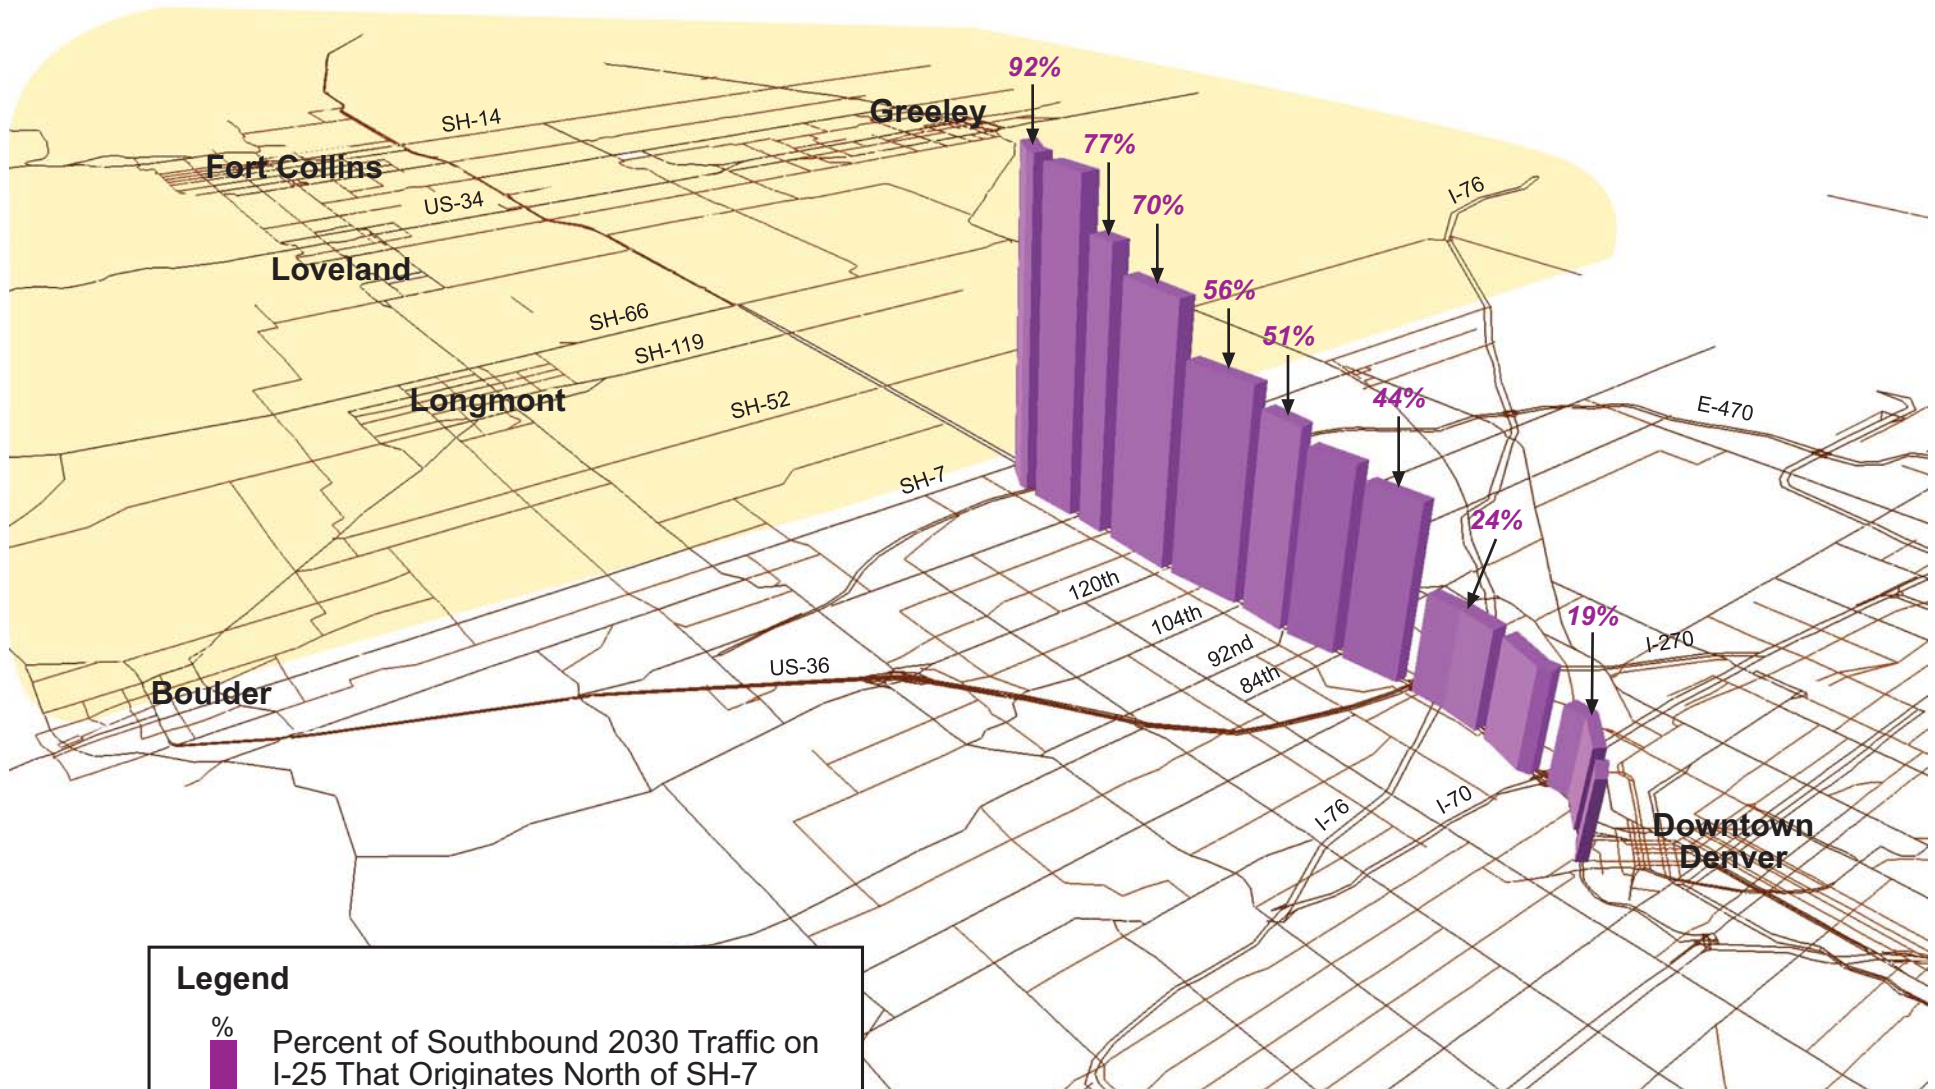 92%
Greeley
SH-14
77%
Fort Collins
I-76
US-34
70%
Loveland
56%
SH-66
51%
SH-119
Longmont
SH-52
44%
E-470
SH-7
24%
120th
104th
19%
92nd
I-270
84th
US-36
Boulder
I-76
I-70
Downtown
Denver
Legend
%
Percent of Southbound 2030 Traffic on
I-25 That Originates North of SH-7